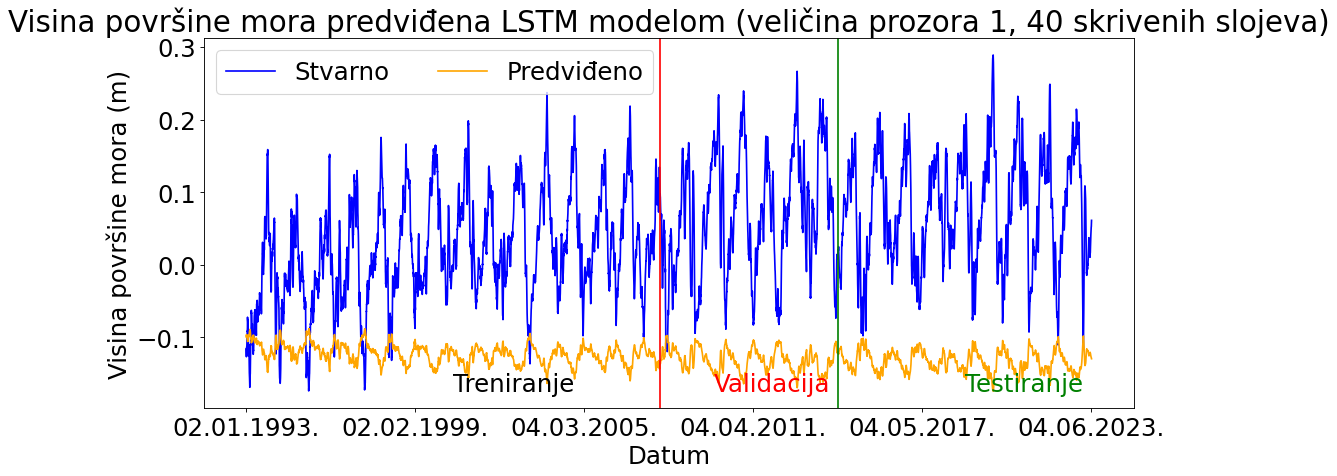 Visina površine mora predviđena LSTM modelom (veličina prozora 1, 40 skrivenih slojeva)
Stvarno
Predviđeno
Visina površine mora (m)
0.3
0.2
0.1
0.0
−0.1
Treniranje
Validacija
Testiranje
02.01.1993.
02.02.1999.
04.03.2005.
04.04.2011.
04.05.2017.
04.06.2023.
Datum